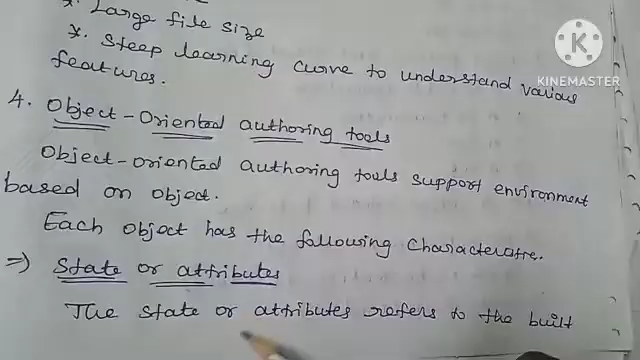 *. Large file size
*. Steep learning curve to understand various
features.
4. Object-Oriented authoring tools
Object-oriented authoring tools support environment
based on object.
Each object has the following
=) State or attributes
The state or attributes refers to the built
KINEMASTER